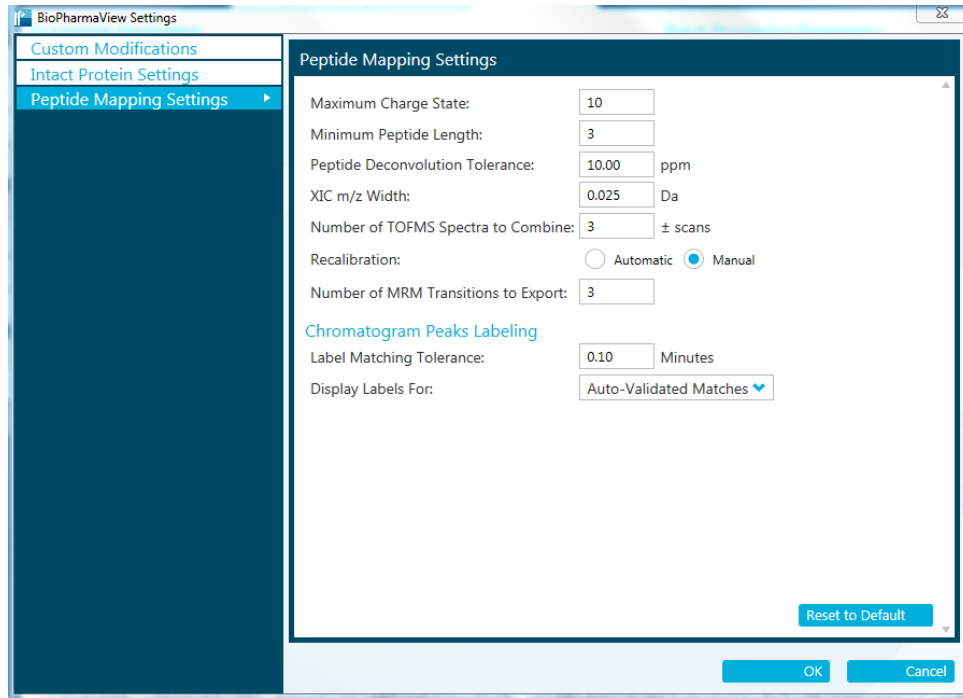 BioPharmaView Settings
Custom Modifications
Intact Protein Settings
Peptide Mapping Settings
Peptide Mapping Settings
Maximum Charge State: 10
Minimum Peptide Length: 3
Peptide Deconvolution Tolerance: 10.00 ppm
XIC m/z Width: 0.025 Da
Number of TOFMS Spectra to Combine: 3 ± scans
Recalibration: Automatic Manual
Number of MRM Transitions to Export: 3
Chromatogram Peaks Labeling
Label Matching Tolerance: 0.10 Minutes
Display Labels For: Auto-Validated Matches
Reset to Default
OK Cancel